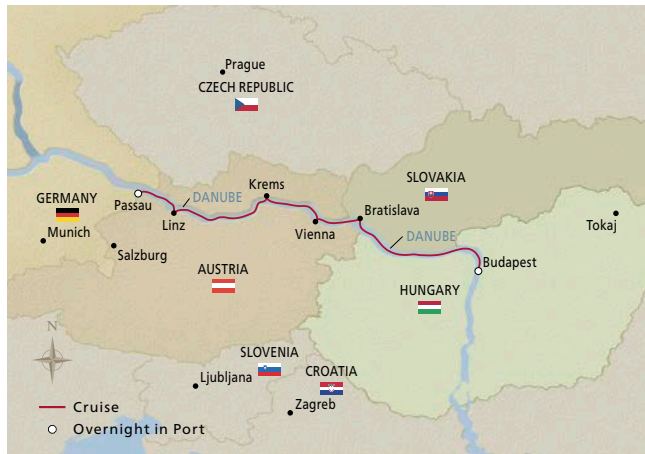 Prague
CZECH REPUBLIC
SLOVAKIA
Krems
DANUBE
GERMANY
Passau
Bratislava
Linz
Tokaj
Munich
Vienna
DANUBE
Salzburg
Budapest
AUSTRIA
HUNGARY
N
SLOVENIA
CROATIA
Ljubljana
Zagreb
Cruise
Overnight in Port